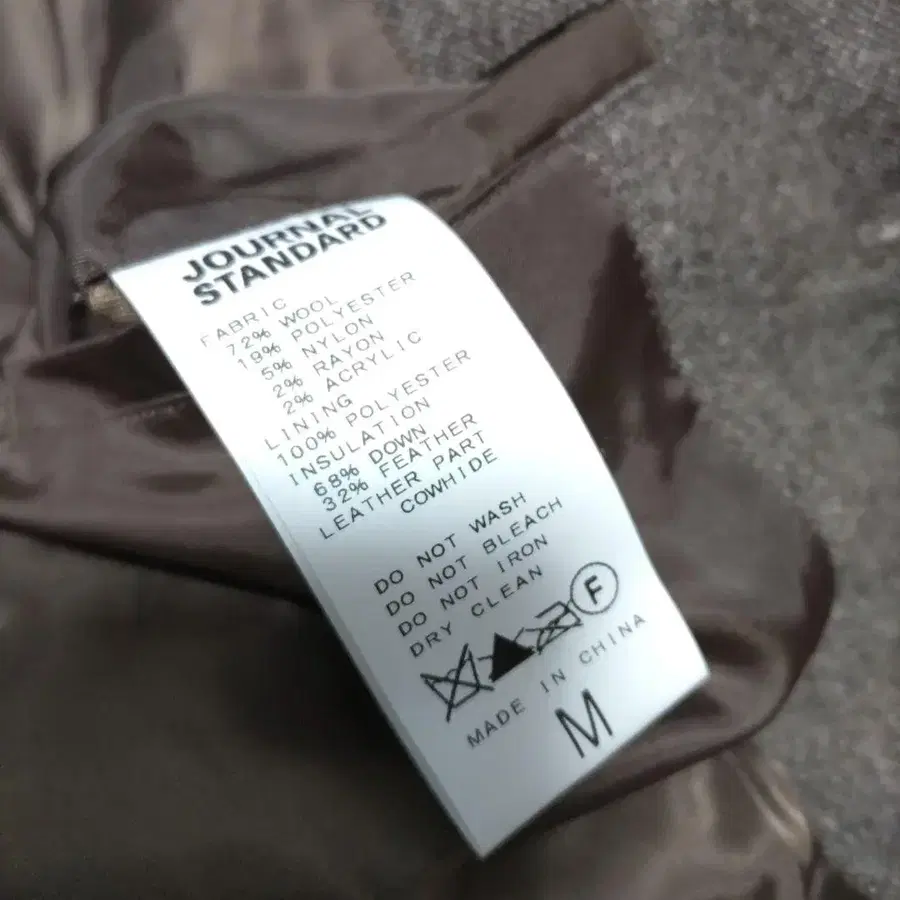 JOURNAL
STANDARD
FABRIC
72% WOOL
19% POLYESTER
5% NYLON
2% RAYON
2% ACRYLIC
LINING
100% POLYESTER
INSULATION
68% DOWN
32% FEATHER
LEATHER PART
COWHIDE
DO NOT WASH
DO NOT BLEACH
DO NOT IRON
DRY CLEAN
F
MADE IN CHINA
M